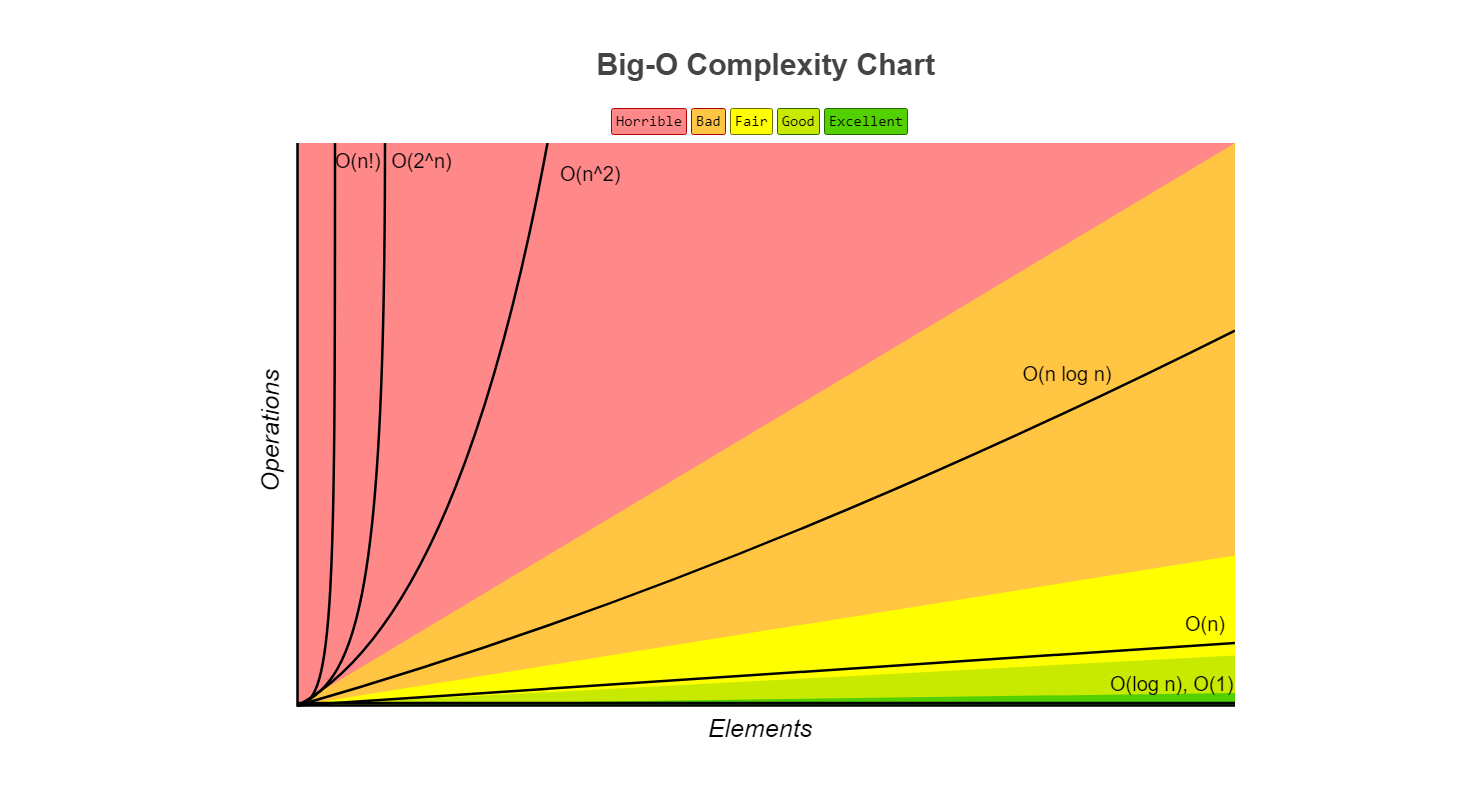 Big-O Complexity Chart
Horrible Bad Fair Good Excellent
O(n!) O(2^n)
O(n^2)
O(n log n)
Operations
O(n)
O(log n), O(1)
Elements